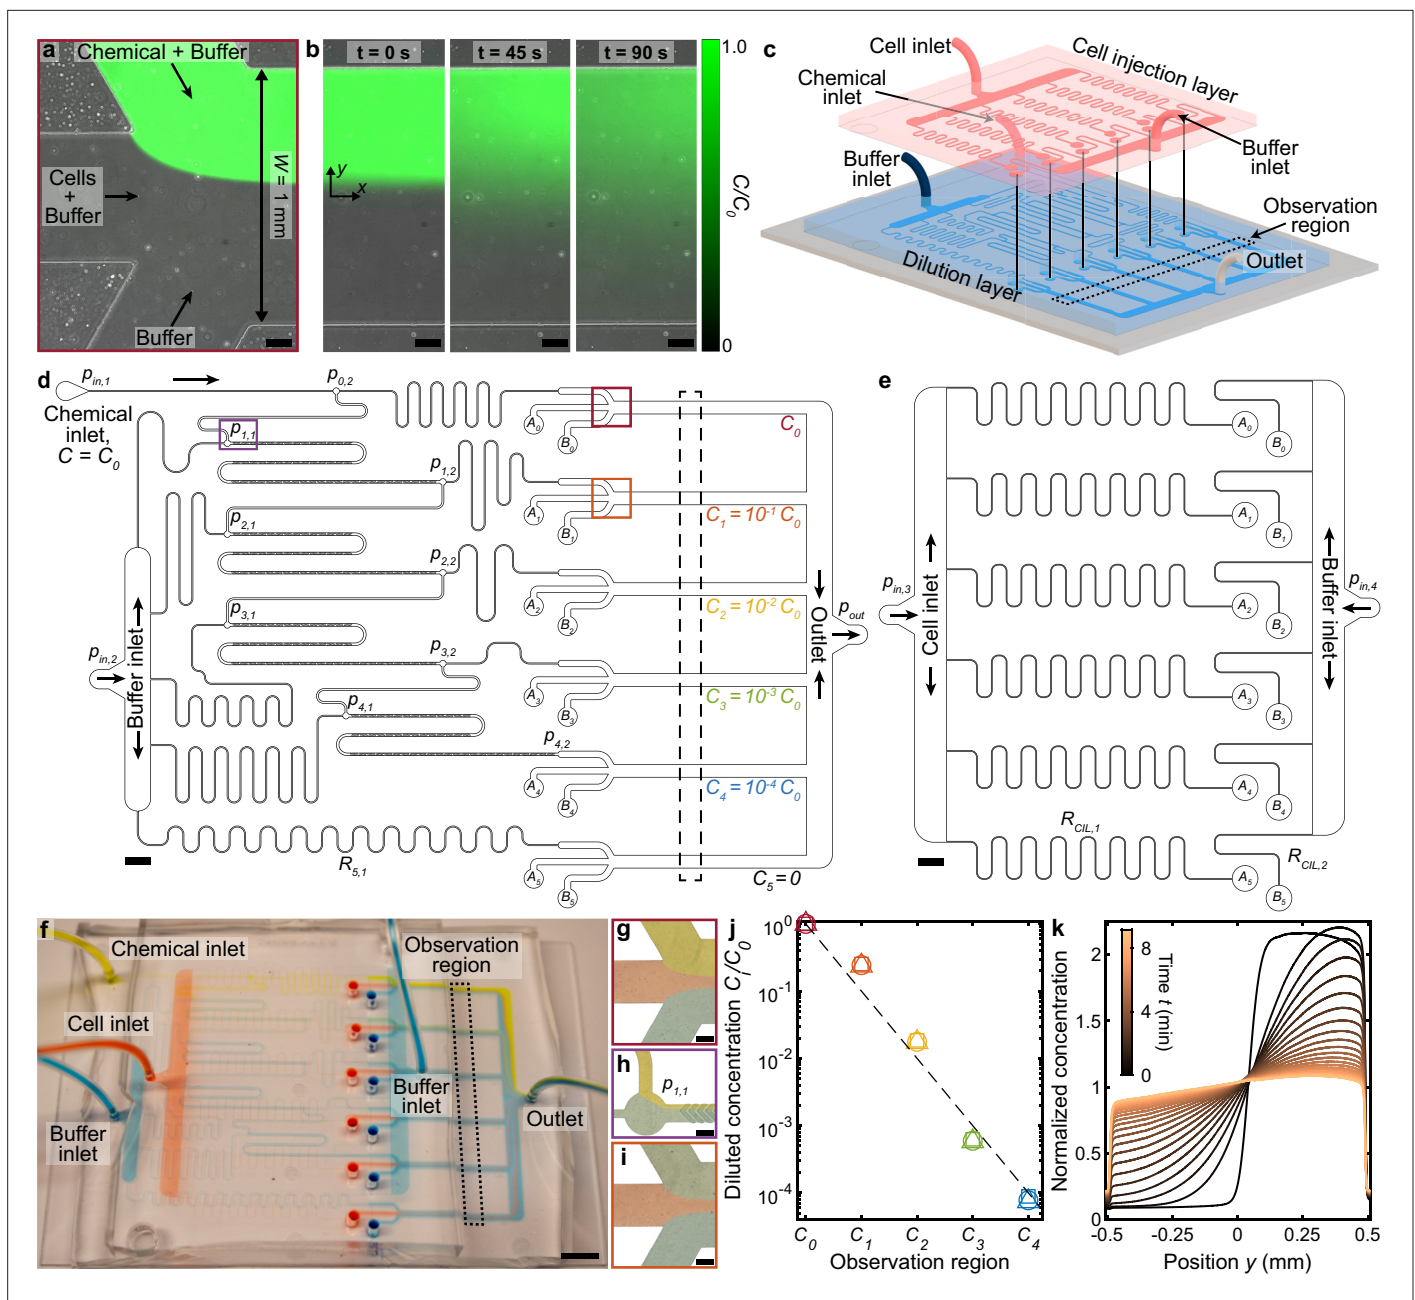 a
Chemical + Buffer
Cells
+
Buffer
Buffer
W = 1 mm
b
t = 0 s
t = 45 s
t = 90 s
y
x
1.0
C/C0
0
c
Cell inlet
Chemical
inlet
Cell injection layer
Buffer
inlet
Buffer
inlet
Observation
region
Outlet
Dilution layer
d
pin,1
Chemical
inlet,
C = C0
p0,2
p1,1
p1,2
p2,1
p2,2
p3,1
p3,2
p4,1
p4,2
pin,2
Buffer inlet
R5,1
A0
B0
A1
B1
A2
B2
A3
B3
A4
B4
A5
B5
C0
C1 = 10-1 C0
C2 = 10-2 C0
C3 = 10-3 C0
C4 = 10-4 C0
C5 = 0
Outlet
pout
e
pin,3
Cell inlet
pin,4
Buffer inlet
A0
B0
A1
B1
A2
B2
A3
B3
A4
B4
A5
B5
RCIL,1
RCIL,2
f
Chemical inlet
Cell inlet
Buffer
inlet
Observation
region
Buffer
inlet
Outlet
g
h
p1,1
i
j
Diluted concentration Ci/C0
100
10-1
10-2
10-3
10-4
C0
C1
C2
C3
C4
Observation region
k
Normalized concentration
2
1.5
1
0.5
0
8
4
0
Time t (min)
-0.5
-0.25
0
0.25
0.5
Position y (mm)